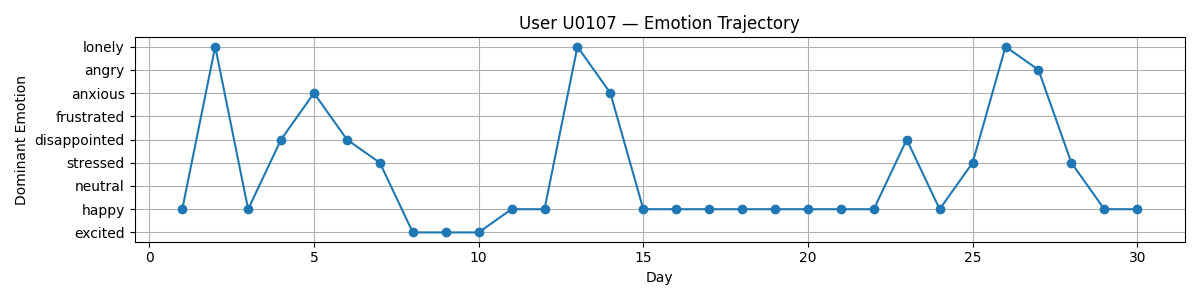 User U0107 — Emotion Trajectory
Dominant Emotion
lonely
angry
anxious
frustrated
disappointed
stressed
neutral
happy
excited
0 5 10 15 20 25 30
Day